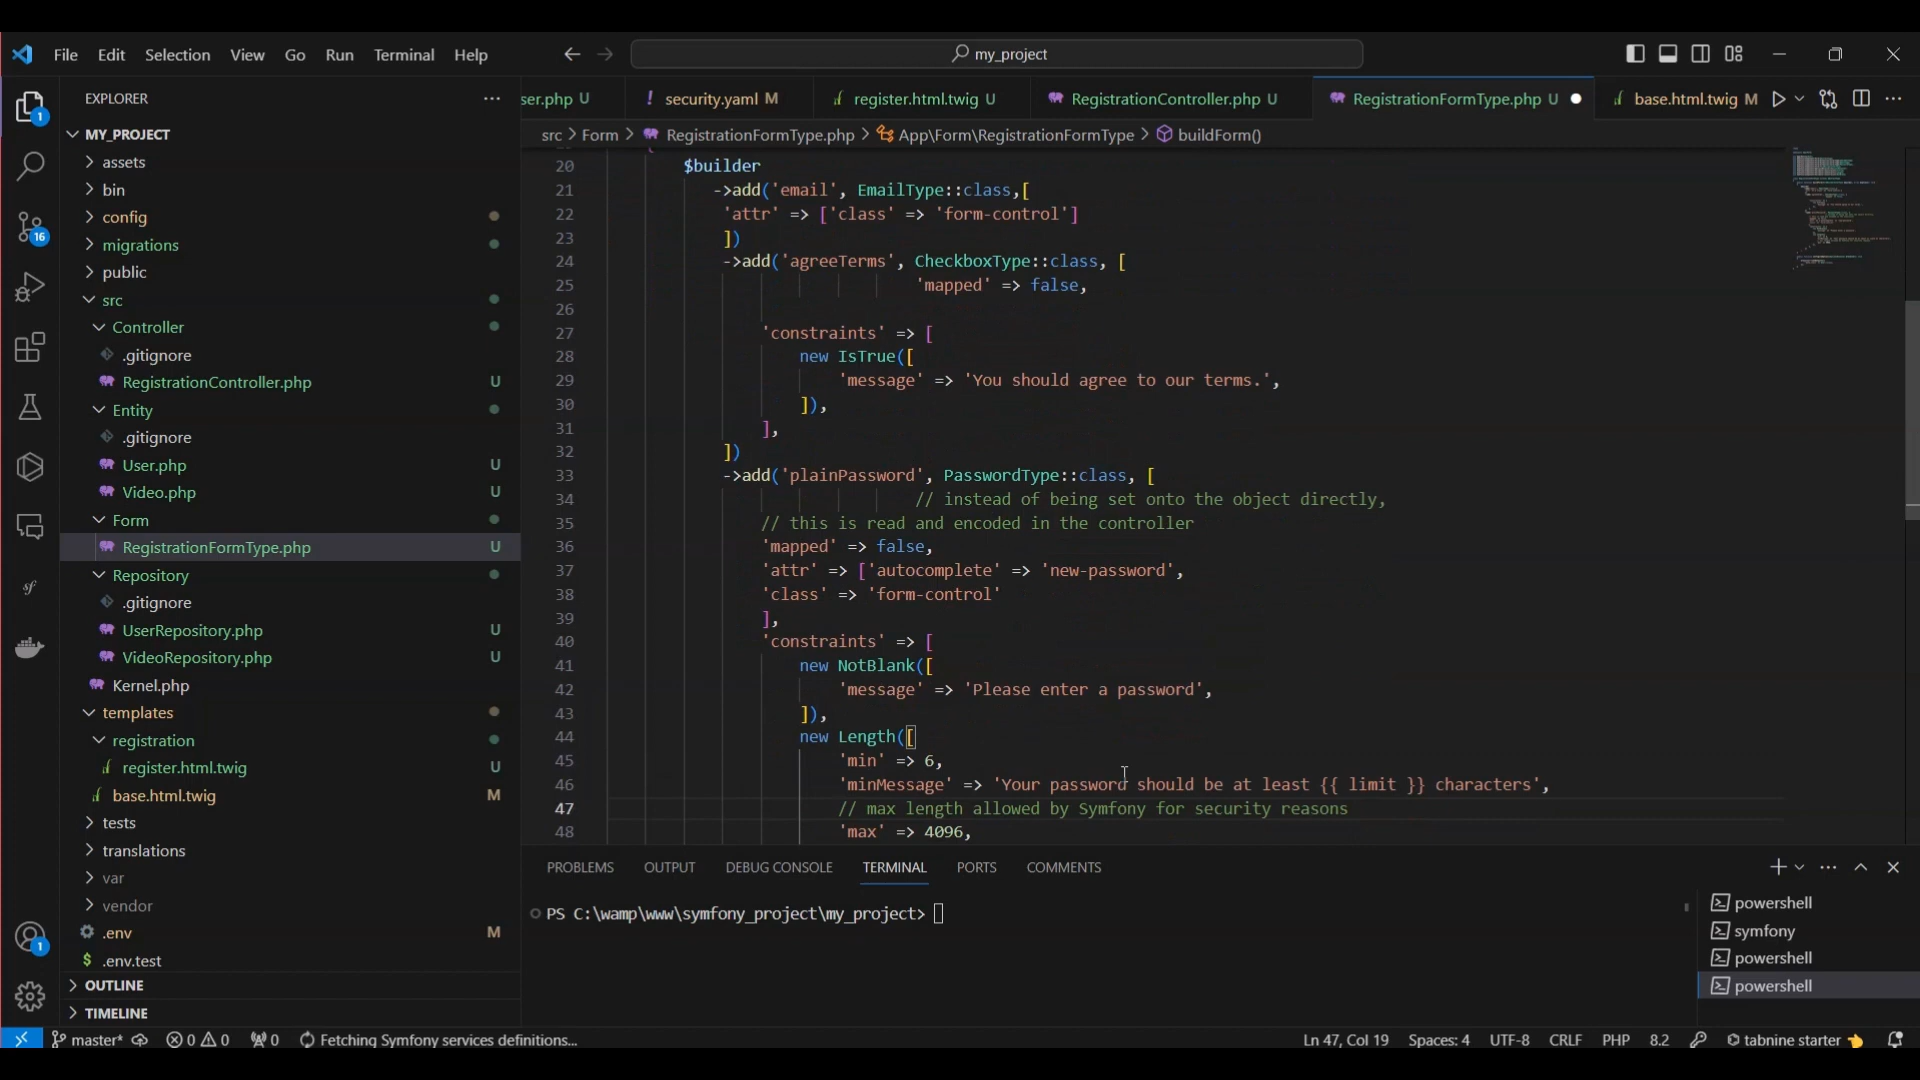 File Edit Selection View Go Run Terminal Help
my_project
EXPLORER
ser.php U
! security.yaml M
register.html.twig U
RegistrationController.php U
RegistrationFormType.php U
base.html.twig M
src > Form > RegistrationFormType.php > App\Form\RegistrationFormType > buildForm()
MY_PROJECT
assets
bin
config
migrations
public
src
Controller
.gitignore
RegistrationController.php U
Entity
.gitignore
User.php U
Video.php U
Form
RegistrationFormType.php U
Repository
.gitignore
UserRepository.php U
VideoRepository.php U
Kernel.php
templates
registration
register.html.twig U
base.html.twig M
tests
translations
var
vendor
.env M
$ .env.test
OUTLINE
TIMELINE
1
16
sf
1
20 $builder
21 ->add('email', EmailType::class,[
22 'attr' => ['class' => 'form-control']
23 ])
24 ->add('agreeTerms', CheckboxType::class, [
25 'mapped' => false,
26
27 'constraints' => [
28 new IsTrue([
29 'message' => 'You should agree to our terms.',
30 ]),
31 ],
32 ])
33 ->add('plainPassword', PasswordType::class, [
34 // instead of being set onto the object directly,
35 // this is read and encoded in the controller
36 'mapped' => false,
37 'attr' => ['autocomplete' => 'new-password',
38 'class' => 'form-control'
39 ],
40 'constraints' => [
41 new NotBlank([
42 'message' => 'Please enter a password',
43 ]),
44 new Length([
45 'min' => 6,
46 'minMessage' => 'Your password should be at least {{ limit }} characters',
47 // max length allowed by Symfony for security reasons
48 'max' => 4096,
PROBLEMS OUTPUT DEBUG CONSOLE TERMINAL PORTS COMMENTS
PS C:\wamp\www\symfony_project\my_project>
powershell
symfony
powershell
powershell
master* 0 0 0 Fetching Symfony services definitions... Ln 47, Col 19 Spaces: 4 UTF-8 CRLF PHP 8.2 tabnine starter